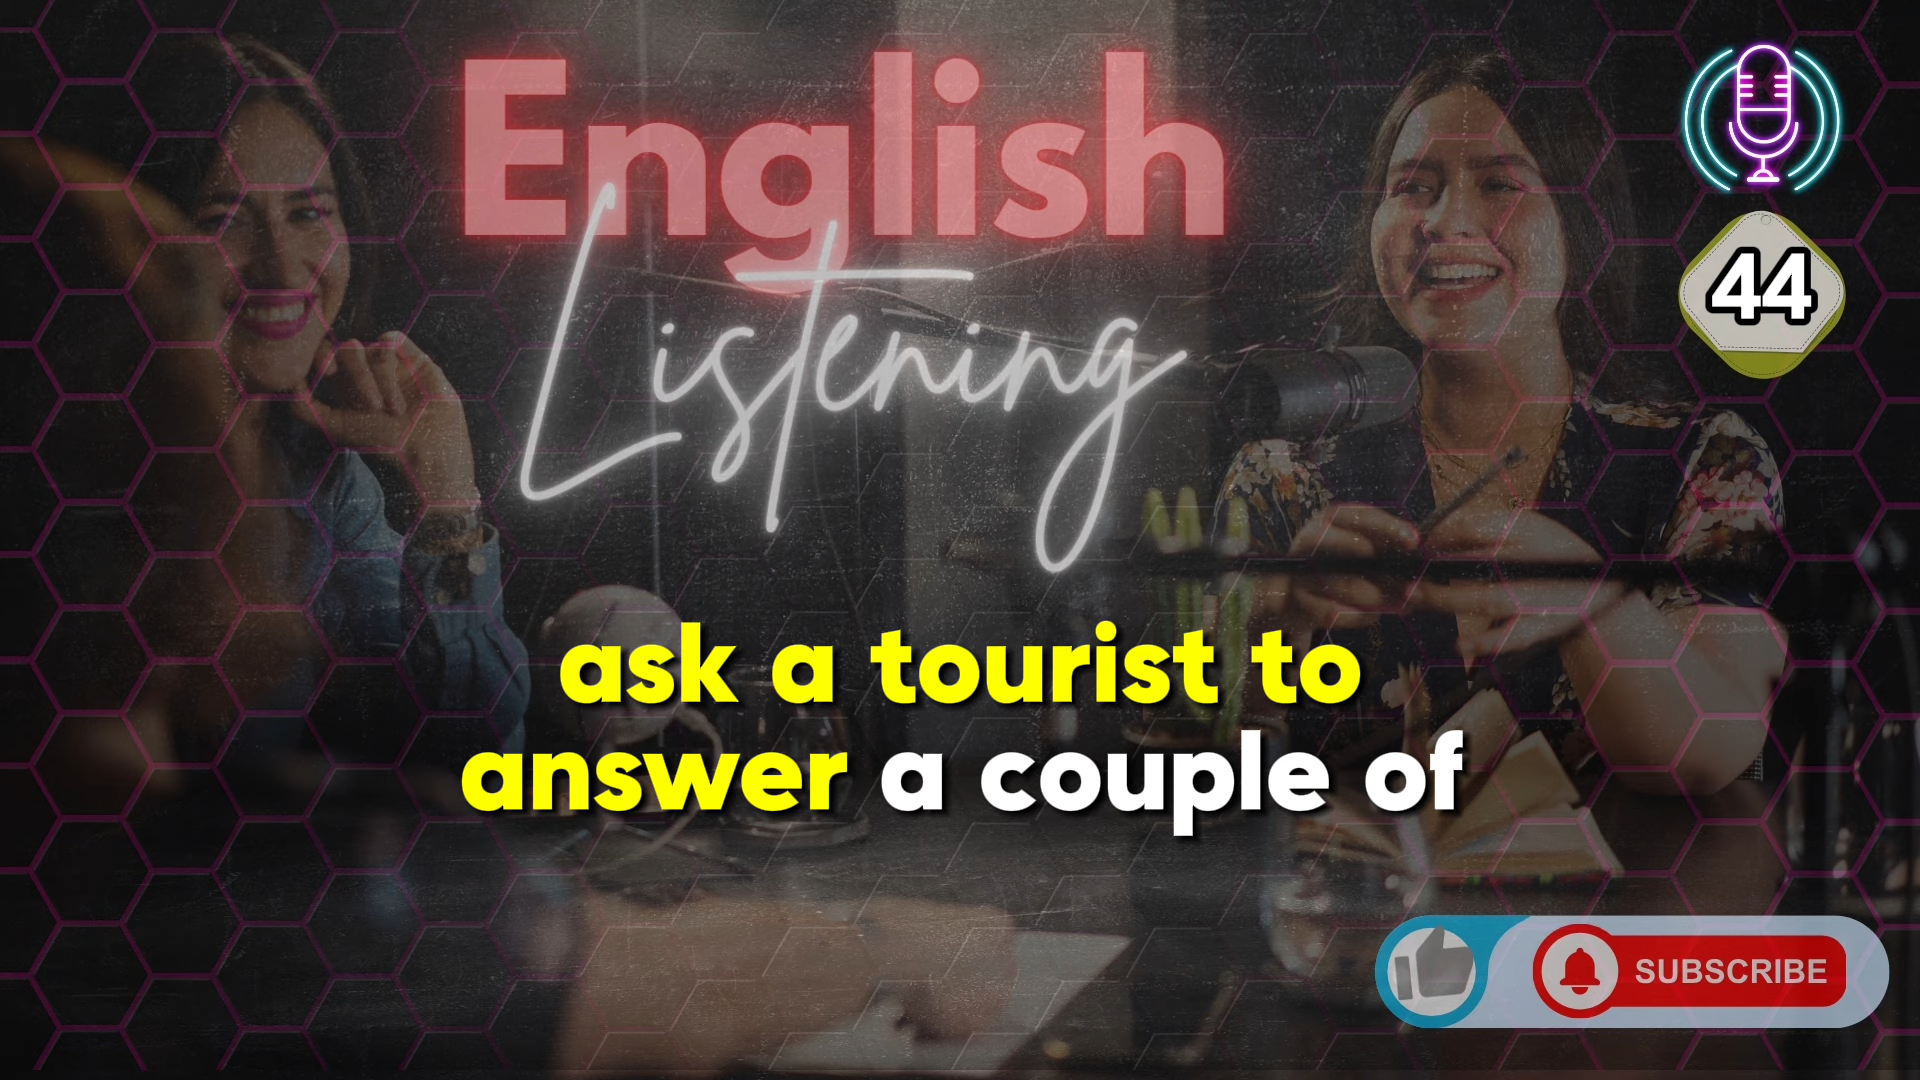 English
Listening
44
ask a tourist to
answer a couple of
SUBSCRIBE